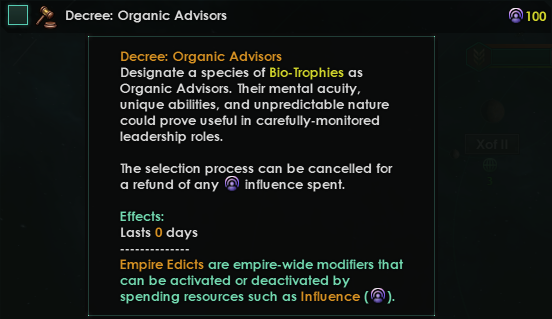 Decree: Organic Advisors
100
Decree: Organic Advisors
Designate a species of Bio-Trophies as
Organic Advisors. Their mental acuity,
unique abilities, and unpredictable nature
could prove useful in carefully-monitored
leadership roles.
The selection process can be cancelled for
a refund of any influence spent.
Effects:
Lasts 0 days
--------------
Empire Edicts are empire-wide modifiers that
can be activated or deactivated by
spending resources such as Influence ( ).